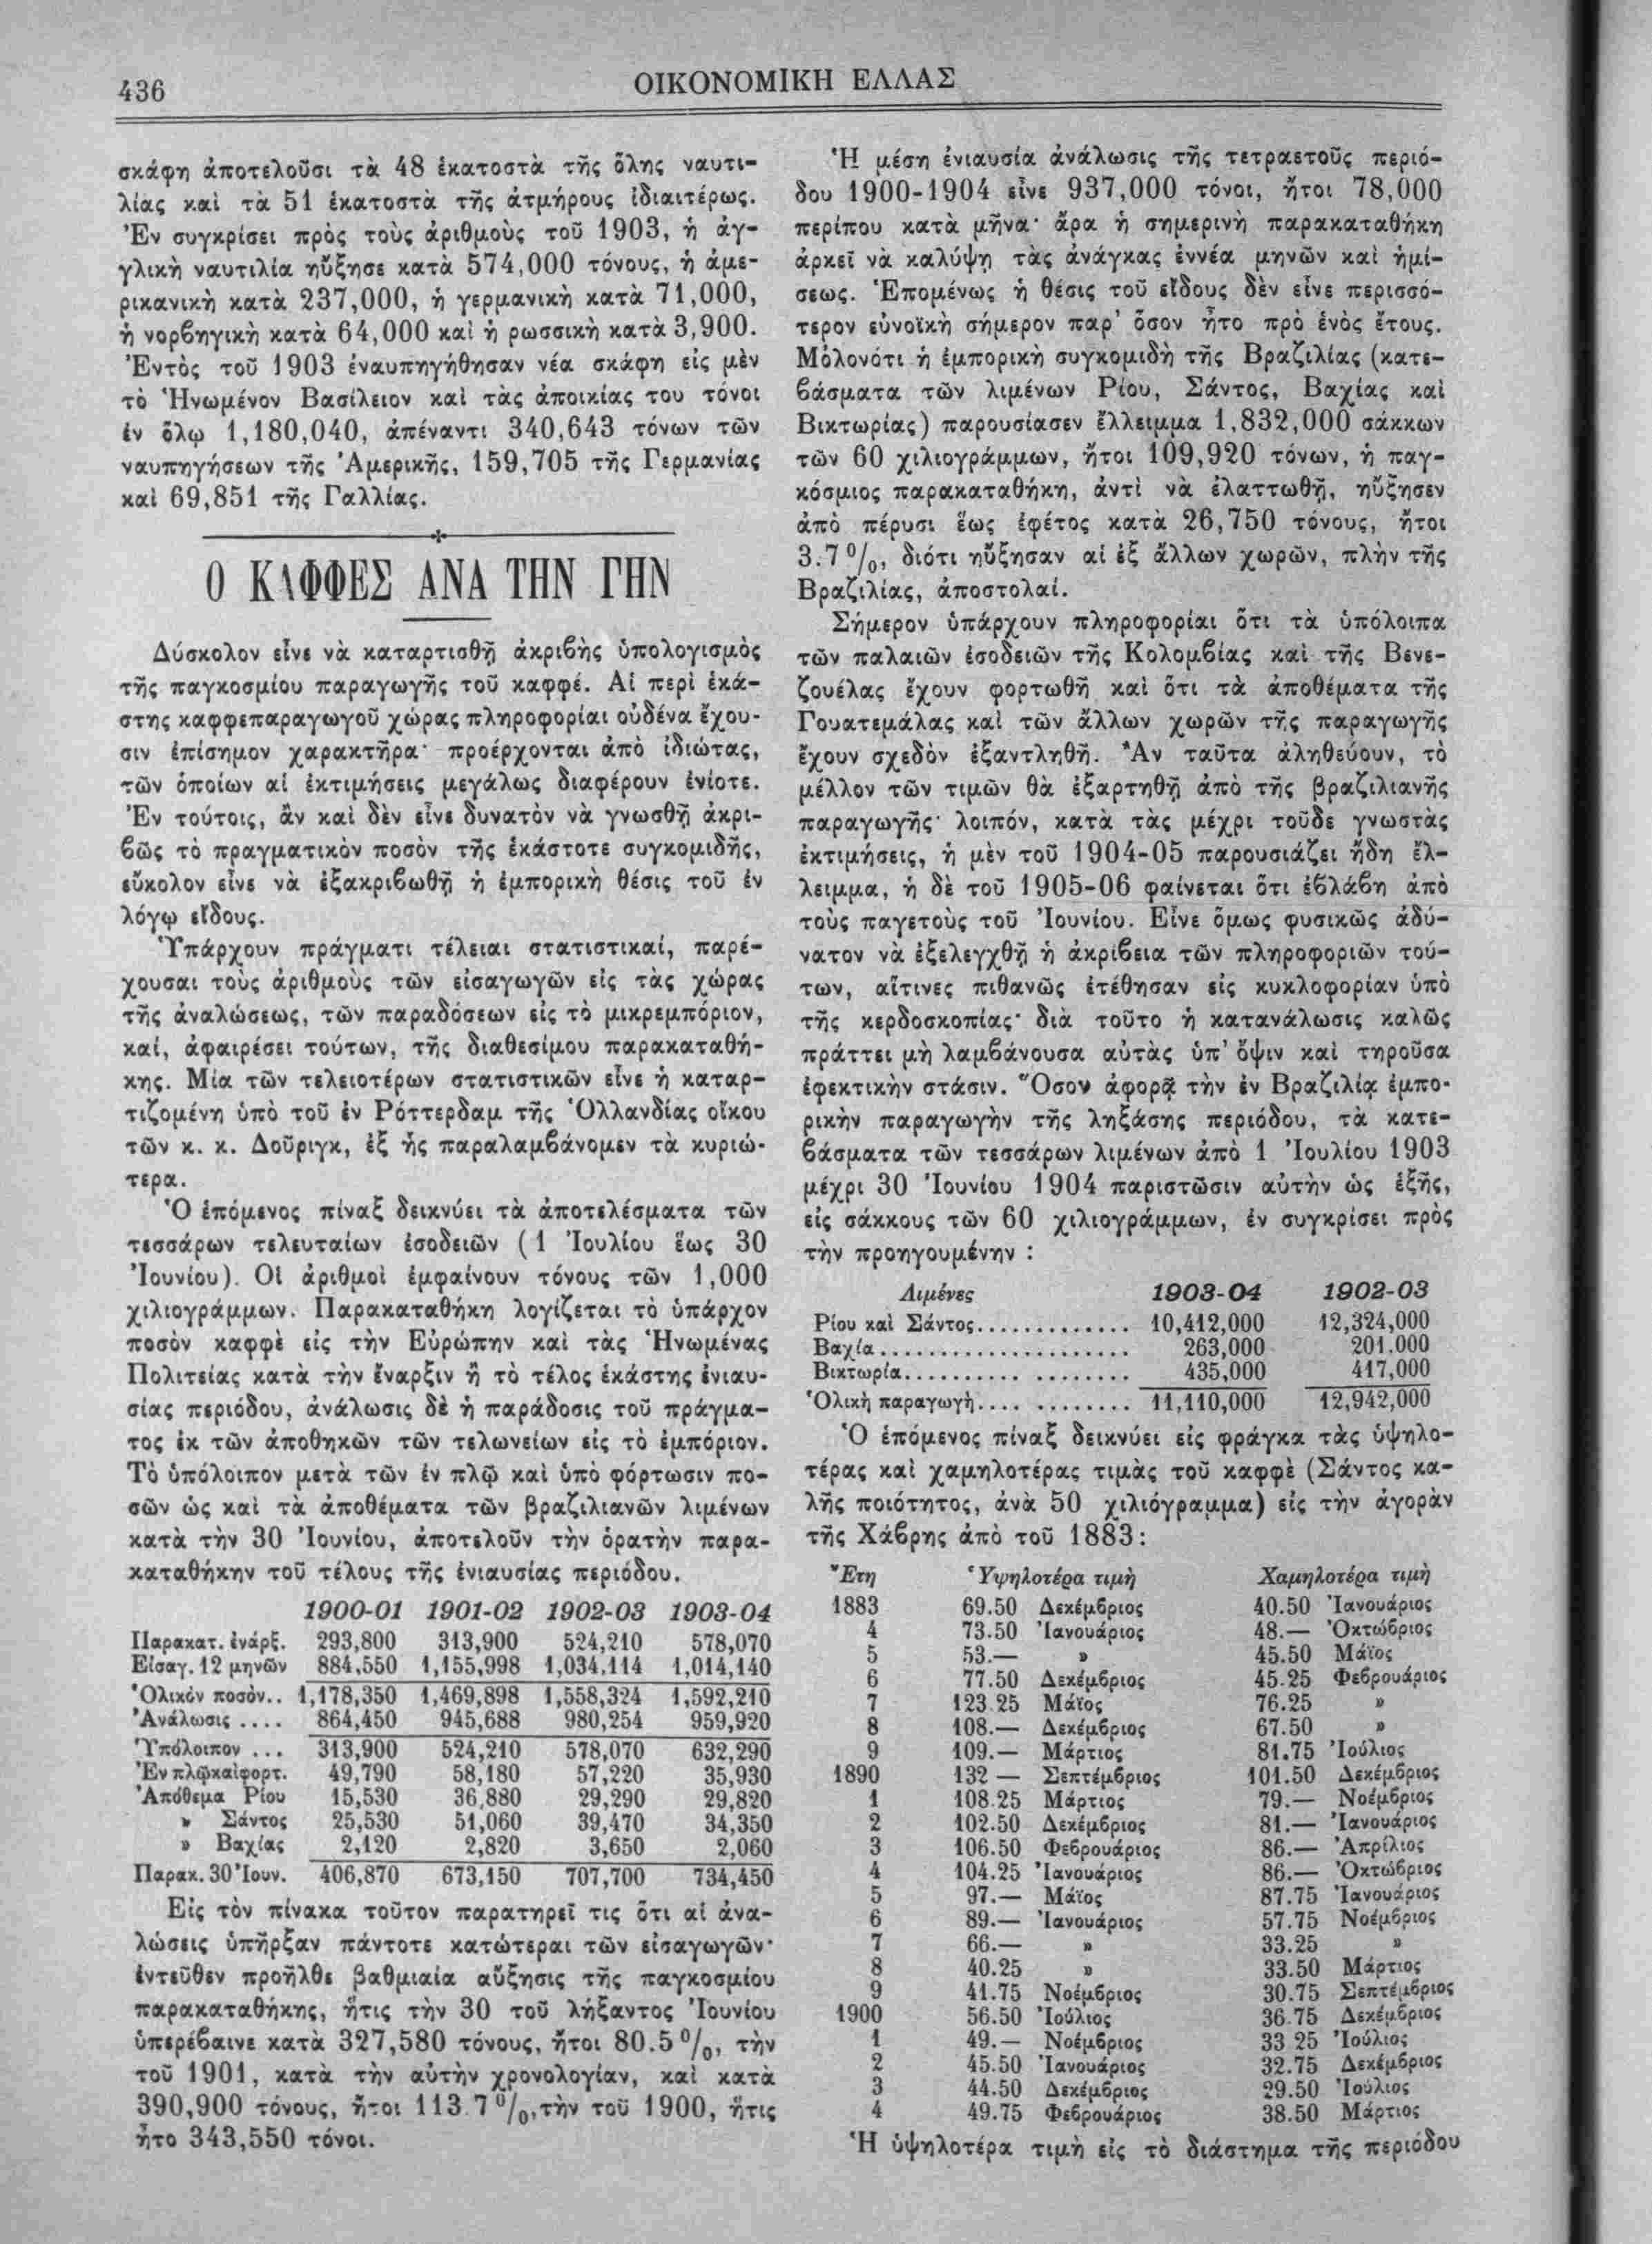 436
ΟΙΚΟΝΟΜΙΚΗ ΕΛΛΑΣ
σκάφη ἀποτελοῦσι τὰ 48 ἑκατοστὰ τῆς ὅλης ναυτι-
λίας καὶ τὰ 51 ἑκατοστὰ τῆς ἀτμήρους ἰδιαιτέρως.
Ἐν συγκρίσει πρὸς τοὺς ἀριθμοὺς τοῦ 1903, ἡ ἀγ-
γλικὴ ναυτιλία ηὔξησε κατὰ 574,000 τόνους, ἡ ἀμε-
ρικανικὴ κατὰ 237,000, ἡ γερμανικὴ κατὰ 71,000,
ἡ νορβηγικὴ κατὰ 64,000 καὶ ἡ ρωσσικὴ κατὰ 3,900.
Ἐντὸς τοῦ 1903 ἐναυπηγήθησαν νέα σκάφη εἰς μὲν
τὸ Ἡνωμένον Βασίλειον καὶ τὰς ἀποικίας του τόνοι
ἐν ὅλῳ 1,180,040, ἀπέναντι 340,643 τόνων τῶν
ναυπηγήσεων τῆς Ἀμερικῆς, 159,705 τῆς Γερμανίας
καὶ 69,851 τῆς Γαλλίας.
Ο ΚΑΦΦΕΣ ΑΝΑ ΤΗΝ ΓΗΝ
Δύσκολον εἶνε νὰ καταρτισθῇ ἀκριβὴς ὑπολογισμὸς
τῆς παγκοσμίου παραγωγῆς τοῦ καφφέ. Αἱ περὶ ἑκά-
στης καφφεπαραγωγοῦ χώρας πληροφορίαι οὐδένα ἔχου-
σιν ἐπίσημον χαρακτῆρα· προέρχονται ἀπὸ ἰδιώτας,
τῶν ὁποίων αἱ ἐκτιμήσεις μεγάλως διαφέρουν ἐνίοτε.
Ἐν τούτοις, ἂν καὶ δὲν εἶνε δυνατὸν νὰ γνωσθῇ ἀκρι-
βῶς τὸ πραγματικὸν ποσὸν τῆς ἑκάστοτε συγκομιδῆς,
εὔκολον εἶνε νὰ ἐξακριβωθῇ ἡ ἐμπορικὴ θέσις τοῦ ἐν
λόγῳ εἴδους.
Ὑπάρχουν πράγματι τέλειαι στατιστικαί, παρέ-
χουσαι τοὺς ἀριθμοὺς τῶν εἰσαγωγῶν εἰς τὰς χώρας
τῆς ἀναλώσεως, τῶν παραδόσεων εἰς τὸ μικρεμπόριον,
καί, ἀφαιρέσει τούτων, τῆς διαθεσίμου παρακαταθή-
κης. Μία τῶν τελειοτέρων στατιστικῶν εἶνε ἡ καταρ-
τιζομένη ὑπὸ τοῦ ἐν Ρόττερδαμ τῆς Ὁλλανδίας οἴκου
τῶν κ. κ. Δοῦριγκ, ἐξ ἧς παραλαμβάνομεν τὰ κυριώ-
τερα.
Ὁ ἑπόμενος πίναξ δεικνύει τὰ ἀποτελέσματα τῶν
τεσσάρων τελευταίων ἐσοδειῶν (1 Ἰουλίου ἕως 30
Ἰουνίου). Οἱ ἀριθμοὶ ἐμφαίνουν τόνους τῶν 1,000
χιλιογράμμων. Παρακαταθήκη λογίζεται τὸ ὑπάρχον
ποσὸν καφφὲ εἰς τὴν Εὐρώπην καὶ τὰς Ἡνωμένας
Πολιτείας κατὰ τὴν ἔναρξιν ἢ τὸ τέλος ἑκάστης ἐνιαυ-
σίας περιόδου, ἀνάλωσις δὲ ἡ παράδοσις τοῦ πράγμα-
τος ἐκ τῶν ἀποθηκῶν τῶν τελωνείων εἰς τὸ ἐμπόριον.
Τὸ ὑπόλοιπον μετὰ τῶν ἐν πλῷ καὶ ὑπὸ φόρτωσιν πο-
σῶν ὡς καὶ τὰ ἀποθέματα τῶν βραζιλιανῶν λιμένων
κατὰ τὴν 30 Ἰουνίου, ἀποτελοῦν τὴν ὁρατὴν παρα-
καταθήκην τοῦ τέλους τῆς ἐνιαυσίας περιόδου.
1900-01 1901-02 1902-03 1903-04
Παρακατ. ἐνάρξ. 293,800 313,900 524,210 578,070
Εἰσαγ. 12 μηνῶν 884,550 1,155,998 1,034,114 1,014,140
Ὁλικὸν ποσὸν.. 1,178,350 1,469,898 1,558,324 1,592,210
Ἀνάλωσις .... 864,450 945,688 980,254 959,920
Ὑπόλοιπον ... 313,900 524,210 578,070 632,290
Ἐν πλῷ καὶ φορτ. 49,790 58,180 57,220 35,930
Ἀπόθεμα Ρίου 15,530 36,880 29,290 29,820
» Σάντος 25,530 51,060 39,470 34,350
» Βαχίας 2,120 2,820 3,650 2,060
Παρακ. 30 Ἰουν. 406,870 673,150 707,700 734,450
Εἰς τὸν πίνακα τοῦτον παρατηρεῖ τις ὅτι αἱ ἀνα-
λώσεις ὑπῆρξαν πάντοτε κατώτεραι τῶν εἰσαγωγῶν·
ἐντεῦθεν προῆλθε βαθμιαία αὔξησις τῆς παγκοσμίου
παρακαταθήκης, ἥτις τὴν 30 τοῦ λήξαντος Ἰουνίου
ὑπερέβαινε κατὰ 327,580 τόνους, ἤτοι 80.5 0/0, τὴν
τοῦ 1901, κατὰ τὴν αὐτὴν χρονολογίαν, καὶ κατὰ
390,900 τόνους, ἤτοι 113 7 0/0, τὴν τοῦ 1900, ἥτις
ἦτο 343,550 τόνοι.
Ἡ μέση ἐνιαυσία ἀνάλωσις τῆς τετραετοῦς περιό-
δου 1900-1904 εἶνε 937,000 τόνοι, ἤτοι 78,000
περίπου κατὰ μῆνα· ἄρα ἡ σημερινὴ παρακαταθήκη
ἀρκεῖ νὰ καλύψῃ τὰς ἀνάγκας ἐννέα μηνῶν καὶ ἡμί-
σεως. Ἑπομένως ἡ θέσις τοῦ εἴδους δὲν εἶνε περισσό-
τερον εὐνοϊκὴ σήμερον παρ' ὅσον ἦτο πρὸ ἑνὸς ἔτους.
Μόλονότι ἡ ἐμπορικὴ συγκομιδὴ τῆς Βραζιλίας (κατε-
βάσματα τῶν λιμένων Ρίου, Σάντος, Βαχίας καὶ
Βικτωρίας) παρουσίασεν ἔλλειμμα 1,832,000 σάκκων
τῶν 60 χιλιογράμμων, ἤτοι 109,920 τόνων, ἡ παγ-
κόσμιος παρακαταθήκη, ἀντὶ νὰ ἐλαττωθῇ, ηὔξησεν
ἀπὸ πέρυσι ἕως ἐφέτος κατὰ 26,750 τόνους, ἤτοι
3.7 0/0, διότι ηὔξησαν αἱ ἐξ ἄλλων χωρῶν, πλὴν τῆς
Βραζιλίας, ἀποστολαί.
Σήμερον ὑπάρχουν πληροφορίαι ὅτι τὰ ὑπόλοιπα
τῶν παλαιῶν ἐσοδειῶν τῆς Κολομβίας καὶ τῆς Βενε-
ζουέλας ἔχουν φορτωθῆ καὶ ὅτι τὰ ἀποθέματα τῆς
Γουατεμάλας καὶ τῶν ἄλλων χωρῶν τῆς παραγωγῆς
ἔχουν σχεδὸν ἐξαντληθῆ. Ἂν ταῦτα ἀληθεύουν, τὸ
μέλλον τῶν τιμῶν θὰ ἐξαρτηθῇ ἀπὸ τῆς βραζιλιανῆς
παραγωγῆς· λοιπόν, κατὰ τὰς μέχρι τοῦδε γνωστὰς
ἐκτιμήσεις, ἡ μὲν τοῦ 1904-05 παρουσιάζει ἤδη ἔλ-
λειμμα, ἡ δὲ τοῦ 1905-06 φαίνεται ὅτι ἐβλάβη ἀπὸ
τοὺς παγετοὺς τοῦ Ἰουνίου. Εἶνε ὅμως φυσικῶς ἀδύ-
νατον νὰ ἐξελεγχθῇ ἡ ἀκρίβεια τῶν πληροφοριῶν τού-
των, αἵτινες πιθανῶς ἐτέθησαν εἰς κυκλοφορίαν ὑπὸ
τῆς κερδοσκοπίας· διὰ τοῦτο ἡ κατανάλωσις καλῶς
πράττει μὴ λαμβάνουσα αὐτὰς ὑπ' ὄψιν καὶ τηροῦσα
ἐφεκτικὴν στάσιν. Ὅσον ἀφορᾷ τὴν ἐν Βραζιλίᾳ ἐμπο-
ρικὴν παραγωγὴν τῆς ληξάσης περιόδου, τὰ κατε-
βάσματα τῶν τεσσάρων λιμένων ἀπὸ 1 Ἰουλίου 1903
μέχρι 30 Ἰουνίου 1904 παριστῶσιν αὐτὴν ὡς ἑξῆς,
εἰς σάκκους τῶν 60 χιλιογράμμων, ἐν συγκρίσει πρὸς
τὴν προηγουμένην :
Λιμένες 1903-04 1902-03
Ρίου καὶ Σάντος.............. 10,412,000 12,324,000
Βαχία...................... 263,000 201.000
Βικτωρία.................... 435,000 417,000
Ὁλικὴ παραγωγὴ............. 11,110,000 12,942,000
Ὁ ἑπόμενος πίναξ δεικνύει εἰς φράγκα τὰς ὑψηλο-
τέρας καὶ χαμηλοτέρας τιμὰς τοῦ καφφὲ (Σάντος κα-
λῆς ποιότητος, ἀνὰ 50 χιλιόγραμμα) εἰς τὴν ἀγορὰν
τῆς Χάβρης ἀπὸ τοῦ 1883:
Ἔτη Ὑψηλοτέρα τιμὴ Χαμηλοτέρα τιμὴ
1883 69.50 Δεκέμβριος 40.50 Ἰανουάριος
4 73.50 Ἰανουάριος 48.— Ὀκτώβριος
5 53.— » 45.50 Μάϊος
6 77.50 Δεκέμβριος 45.25 Φεβρουάριος
7 123.25 Μάϊος 76.25 »
8 108.— Δεκέμβριος 67.50 »
9 109.— Μάρτιος 81.75 Ἰούλιος
1890 132 — Σεπτέμβριος 101.50 Δεκέμβριος
1 108.25 Μάρτιος 79.— Νοέμβριος
2 102.50 Δεκέμβριος 81.— Ἰανουάριος
3 106.50 Φεβρουάριος 86.— Ἀπρίλιος
4 104.25 Ἰανουάριος 86.— Ὀκτώβριος
5 97.— Μάϊος 87.75 Ἰανουάριος
6 89.— Ἰανουάριος 57.75 Νοέμβριος
7 66.— » 33.25 »
8 40.25 » 33.50 Μάρτιος
9 41.75 Νοέμβριος 30.75 Σεπτέμβριος
1900 56.50 Ἰούλιος 36.75 Δεκέμβριος
1 49.— Νοέμβριος 33 25 Ἰούλιος
2 45.50 Ἰανουάριος 32.75 Δεκέμβριος
3 44.50 Δεκέμβριος 29.50 Ἰούλιος
4 49.75 Φεβρουάριος 38.50 Μάρτιος
Ἡ ὑψηλοτέρα τιμὴ εἰς τὸ διάστημα τῆς περιόδου